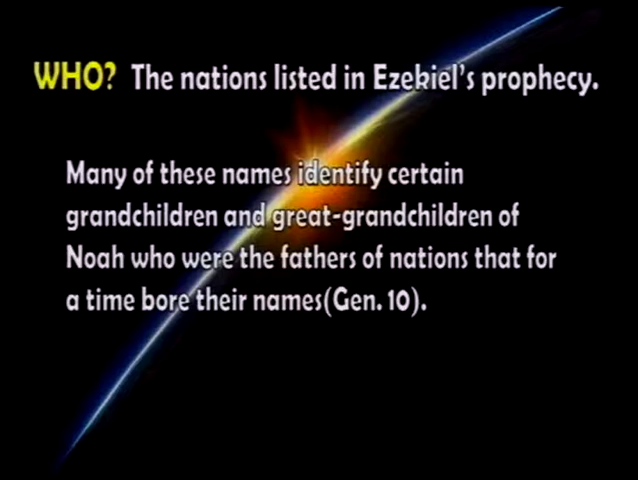 WHO? The nations listed in Ezekiel's prophecy.
Many of these names identify certain
grandchildren and great-grandchildren of
Noah who were the fathers of nations that for
a time bore their names(Gen. 10).